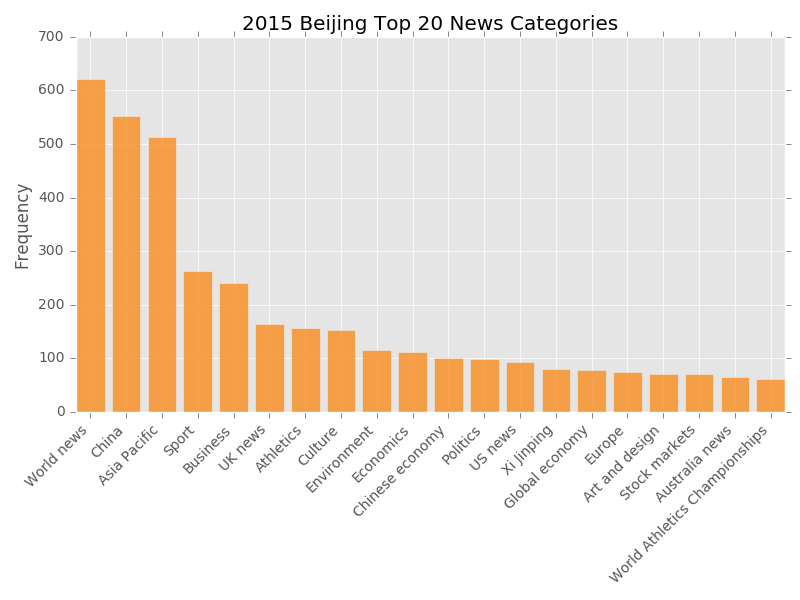 2015 Beijing Top 20 News Categories
700
600
500
400
300
200
100
0
Frequency
World news
China
Asia Pacific
Sport
Business
UK news
Athletics
Culture
Environment
Economics
Chinese economy
Politics
US news
Xi Jinping
Global economy
Europe
Art and design
Stock markets
Australia news
World Athletics Championships